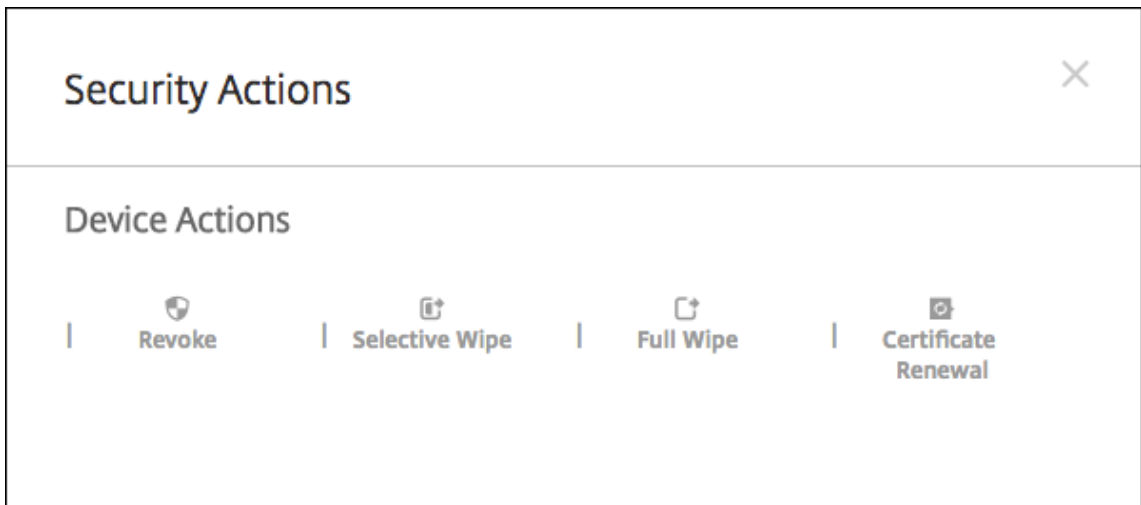 Security Actions
Device Actions
| Revoke | Selective Wipe | Full Wipe | Certificate
Renewal